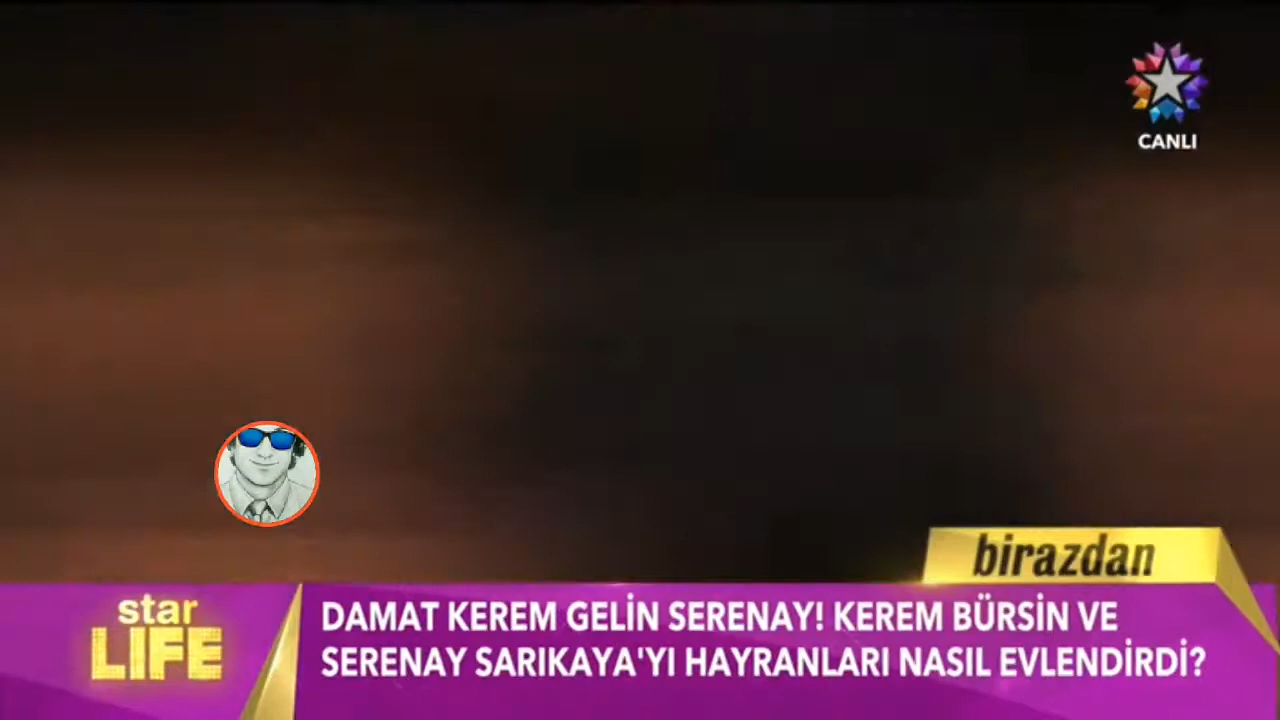 CANLI
birazdan
star
LIFE
DAMAT KEREM GELİN SERENAY! KEREM BÜRSİN VE
SERENAY SARIKAYA'YI HAYRANLARI NASIL EVLENDİRDİ?